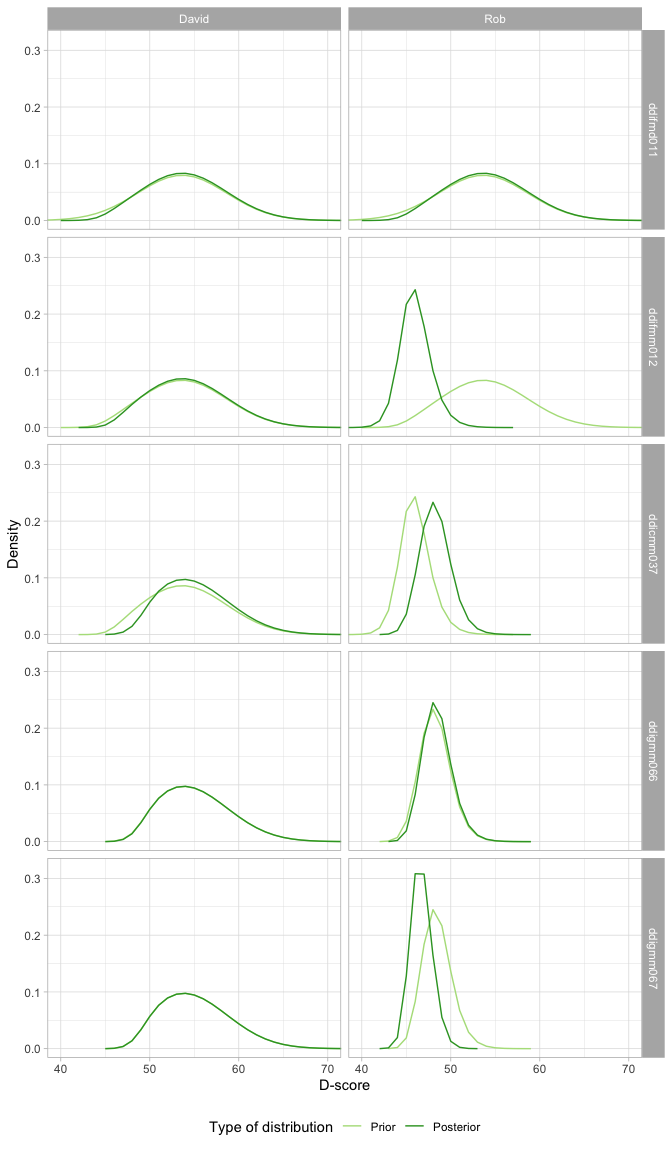 David Rob
0.3
0.2
0.1
0.0
ddifmd011
0.3
0.2
0.1
0.0
ddifmm012
0.3
0.2
0.1
0.0
ddicmm037
0.3
0.2
0.1
0.0
ddigmm066
0.3
0.2
0.1
0.0
ddigmm067
Density
40 50 60 70 40 50 60 70
D-score
Type of distribution Prior Posterior